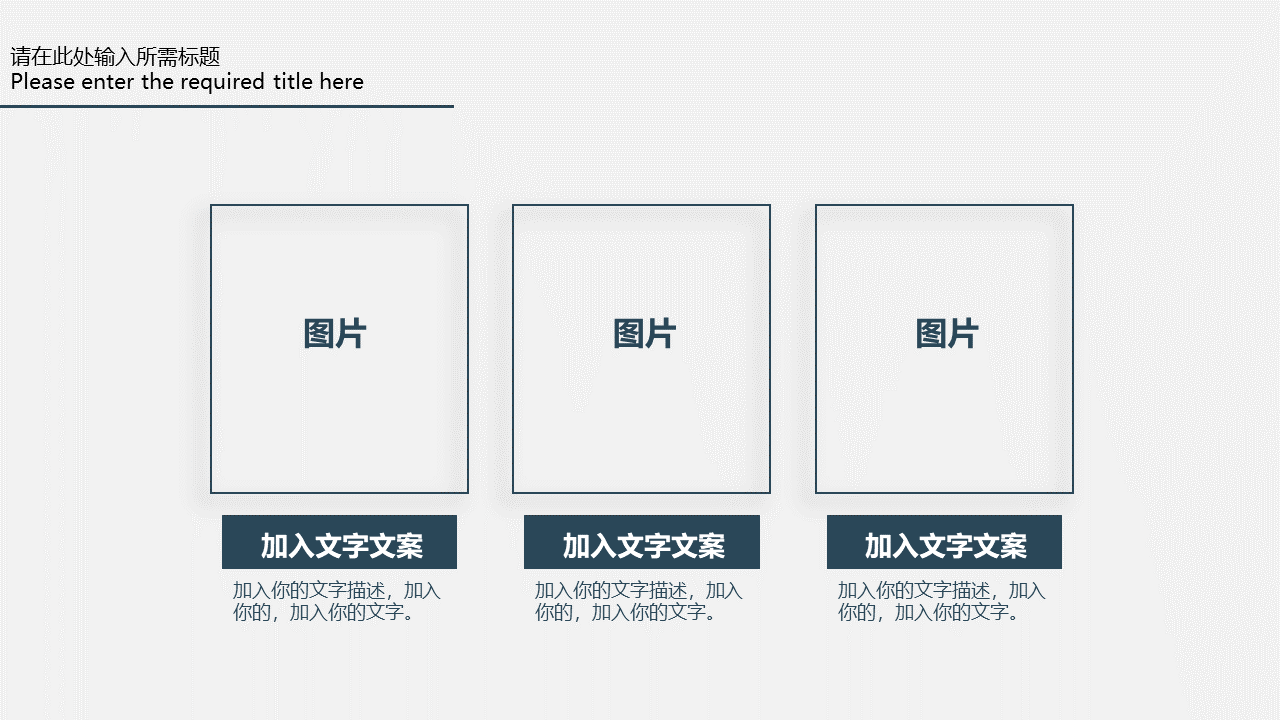 请在此处输入所需标题
Please enter the required title here
图片
图片
图片
加入文字文案
加入文字文案
加入文字文案
加入你的文字描述，加入
你的，加入你的文字。
加入你的文字描述，加入
你的，加入你的文字。
加入你的文字描述，加入
你的，加入你的文字。